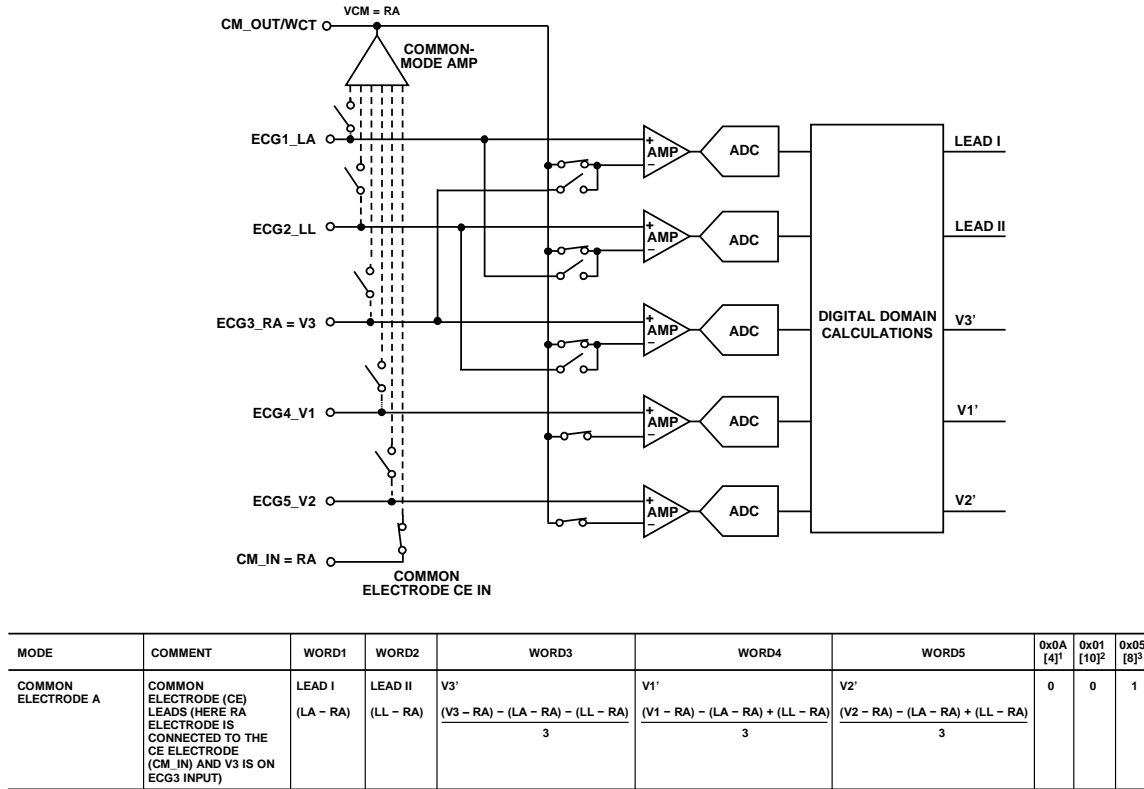 VCM = RA
CM_OUT/WCT
COMMON-
MODE AMP
ECG1_LA
+
AMP
−
ADC
LEAD I
ECG2_LL
+
AMP
−
ADC
LEAD II
ECG3_RA = V3
+
AMP
−
ADC
DIGITAL DOMAIN
CALCULATIONS
V3’
ECG4_V1
+
AMP
−
ADC
V1’
ECG5_V2
+
AMP
−
ADC
V2’
CM_IN = RA
COMMON
ELECTRODE CE IN
MODE
COMMENT
WORD1
WORD2
WORD3
WORD4
WORD5
0x0A
[4]1
0x01
[10]2
0x05
[8]3
COMMON
ELECTRODE A
COMMON
ELECTRODE (CE)
LEADS (HERE RA
ELECTRODE IS
CONNECTED TO THE
CE ELECTRODE
(CM_IN) AND V3 IS ON
ECG3 INPUT)
LEAD I
(LA − RA)
LEAD II
(LL − RA)
V3’
(V3 – RA) − (LA − RA) − (LL − RA)
3
V1’
(V1 − RA) − (LA − RA) + (LL − RA)
3
V2’
(V2 − RA) − (LA − RA) + (LL − RA)
3
0
0
1